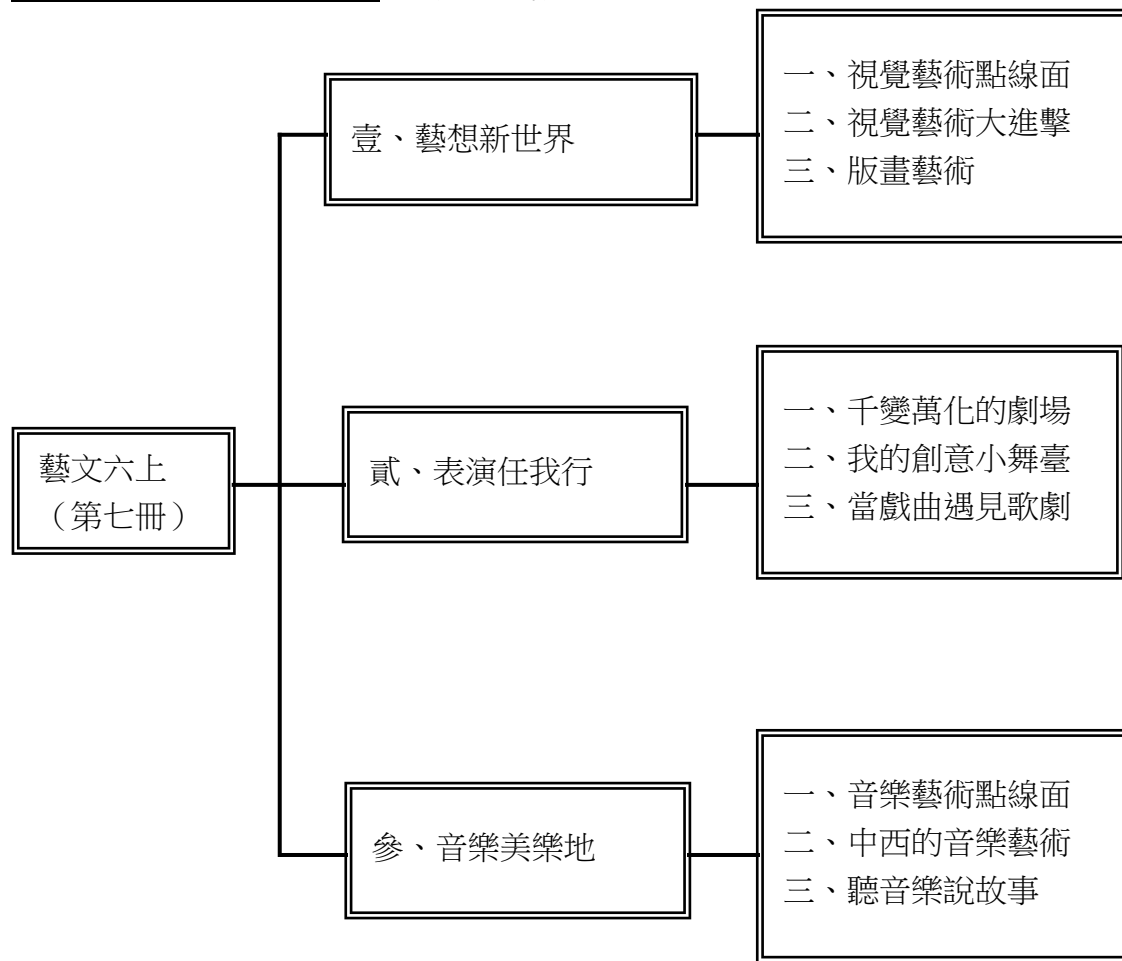 藝文六上
（第七冊）
壹、藝想新世界
一、視覺藝術點線面
二、視覺藝術大進擊
三、版畫藝術
貳、表演任我行
一、千變萬化的劇場
二、我的創意小舞臺
三、當戲曲遇見歌劇
參、音樂美樂地
一、音樂藝術點線面
二、中西的音樂藝術
三、聽音樂說故事